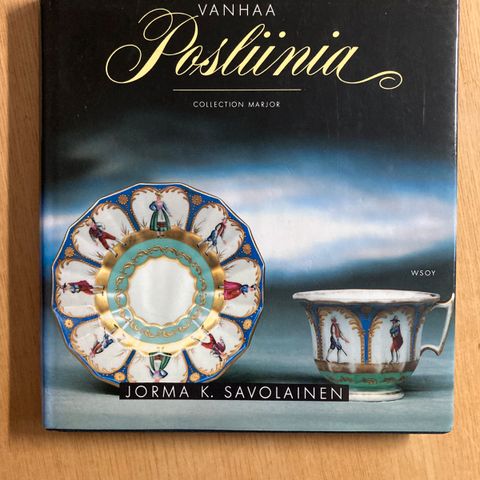 VANHAA
Posliinia
COLLECTION MARJOR
WSOY
JORMA K. SAVOLAINEN